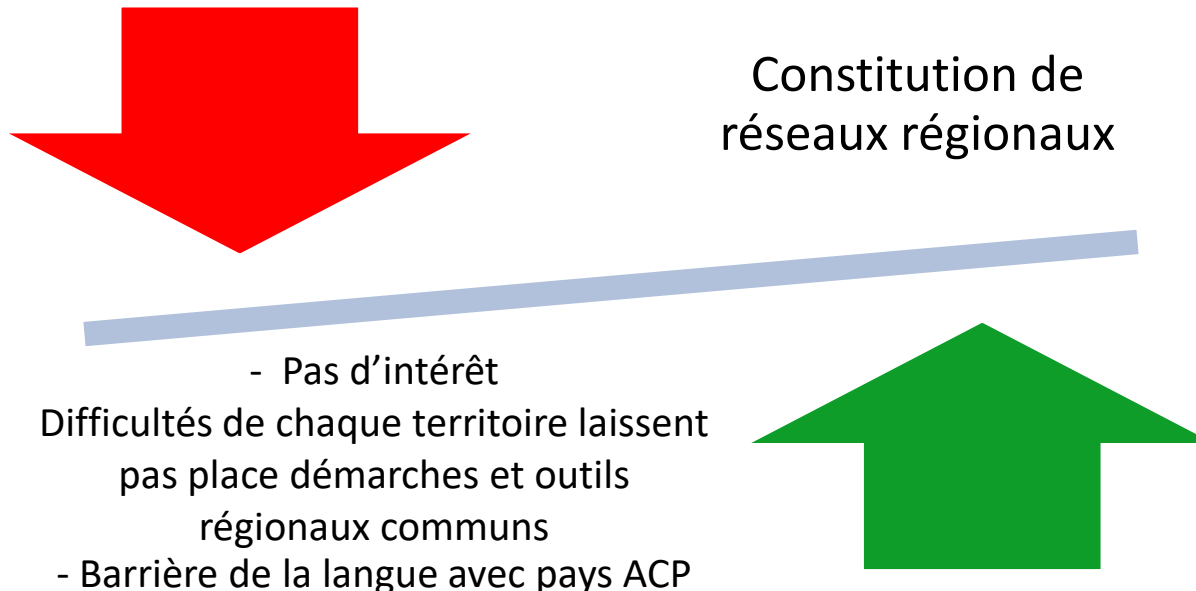 Constitution de
réseaux régionaux
- Pas d’intérêt
Difficultés de chaque territoire laissent
pas place démarches et outils
régionaux communs
- Barrière de la langue avec pays ACP